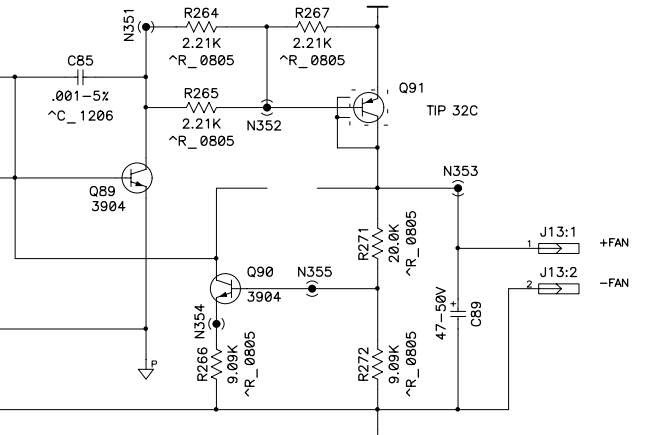 N351
R264
2.21K
^R_0805
R267
2.21K
^R_0805
C85
.001-5%
^C_1206
R265
2.21K
^R_0805
N352
Q91
TIP 32C
Q89
3904
N353
R271
20.0K
^R_0805
J13:1
1
+FAN
J13:2
2
-FAN
Q90
3904
N355
N354
47-50V
+
C89
R266
9.09K
^R_0805
R272
9.09K
^R_0805
P